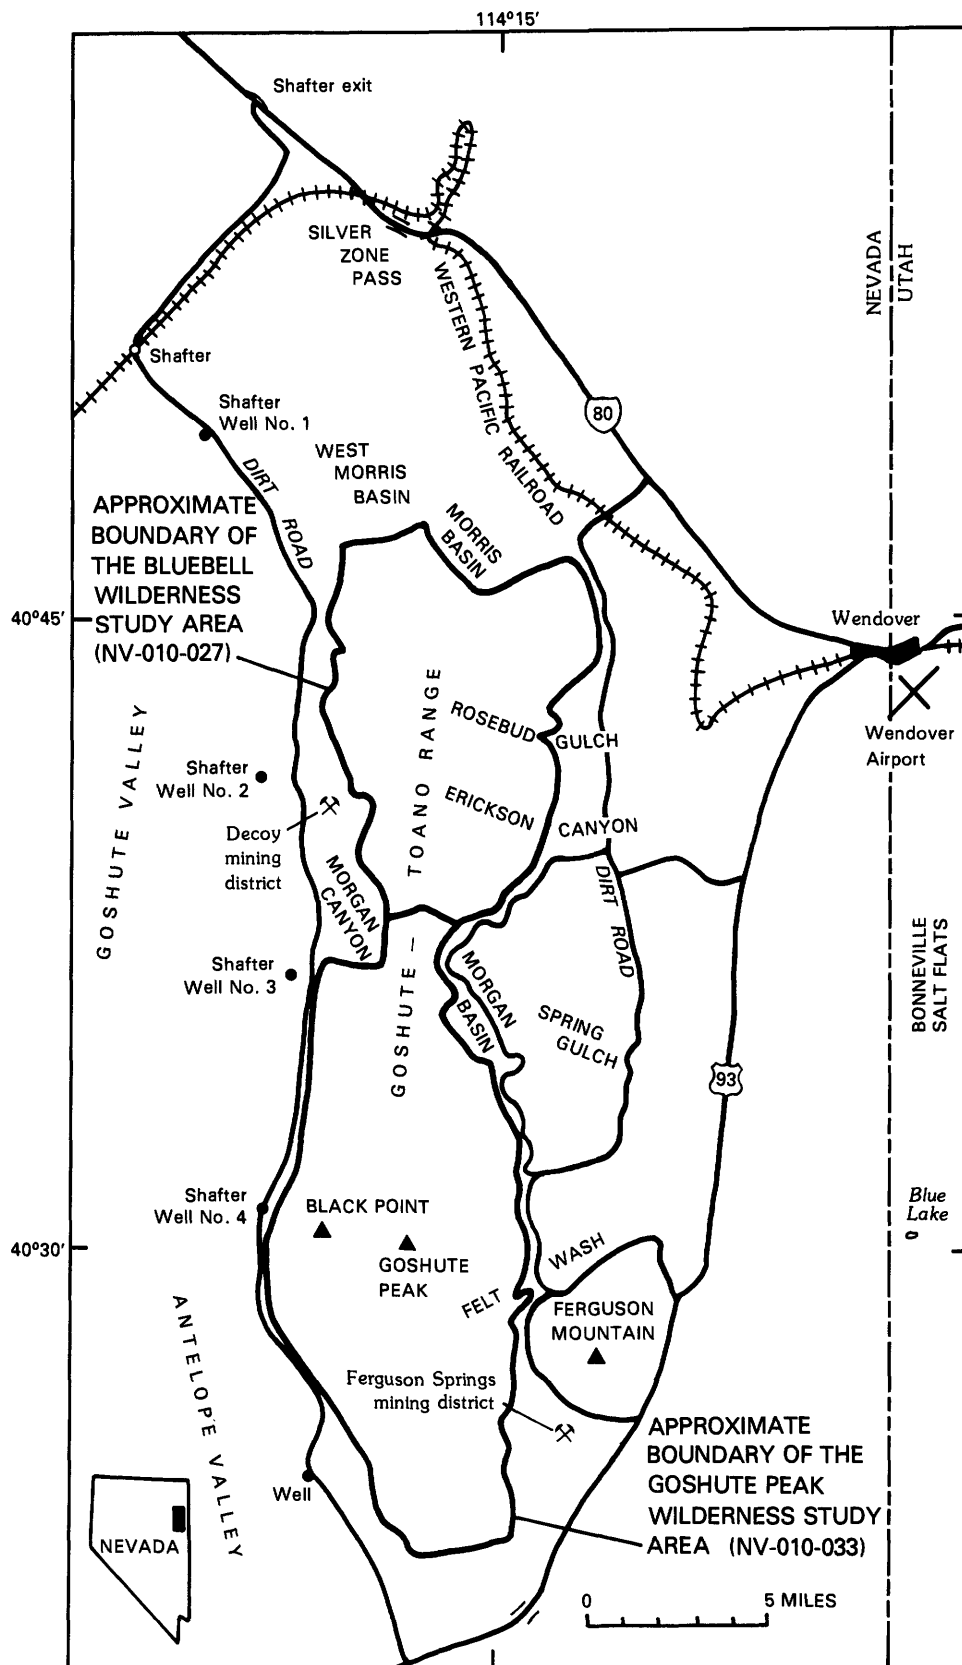 114°15'
Shafter exit
SILVER
ZONE
PASS
WESTERN PACIFIC RAILROAD
NEVADA
UTAH
Shafter
80
Shafter
Well No. 1
DIRT
ROAD
WEST
MORRIS
BASIN
MORRIS
BASIN
APPROXIMATE
BOUNDARY OF
THE BLUEBELL
WILDERNESS
STUDY AREA
(NV-010-027)
40°45'
Wendover
Wendover
Airport
GOSHUTE VALLEY
GOSHUTE — TOANO RANGE
ROSEBUD GULCH
Shafter
Well No. 2
ERICKSON CANYON
Decoy
mining
district
MORGAN
CANYON
DIRT ROAD
Shafter
Well No. 3
MORGAN
BASIN
SPRING
GULCH
BONNEVILLE
SALT FLATS
93
Shafter
Well No. 4
BLACK POINT
GOSHUTE
PEAK
Blue
Lake
40°30'
FELT WASH
ANTELOPE VALLEY
FERGUSON
MOUNTAIN
Ferguson Springs
mining district
APPROXIMATE
BOUNDARY OF THE
GOSHUTE PEAK
WILDERNESS STUDY
AREA (NV-010-033)
Well
NEVADA
0 5 MILES